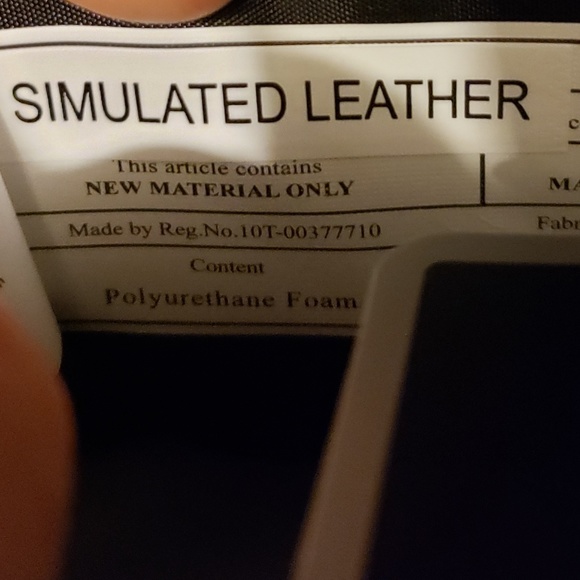 SIMULATED LEATHER
This article contains
NEW MATERIAL ONLY
Made by Reg.No.10T-00377710
Content
Polyurethane Foam